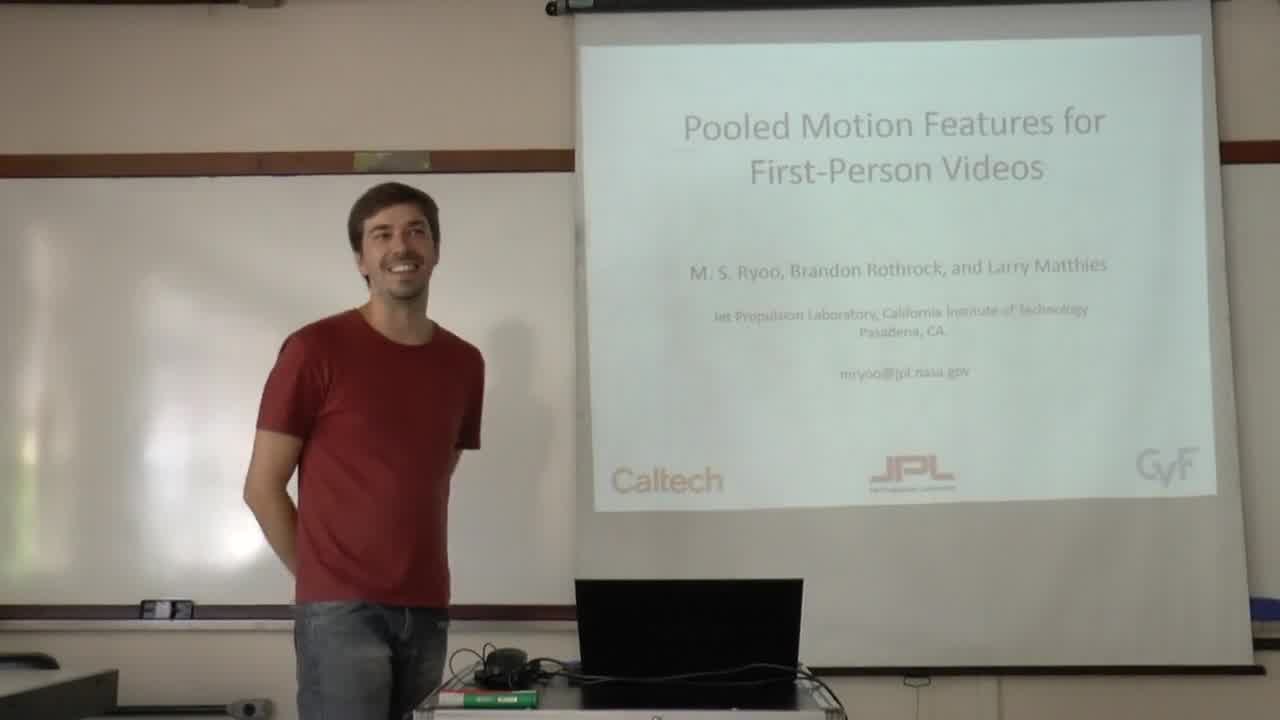 Pooled Motion Features for
First-Person Videos
M. S. Ryoo, Brandon Rothrock, and Larry Matthies
Jet Propulsion Laboratory, California Institute of Technology
Pasadena, CA
mryoo@jpl.nasa.gov
Caltech
JPL
CVF